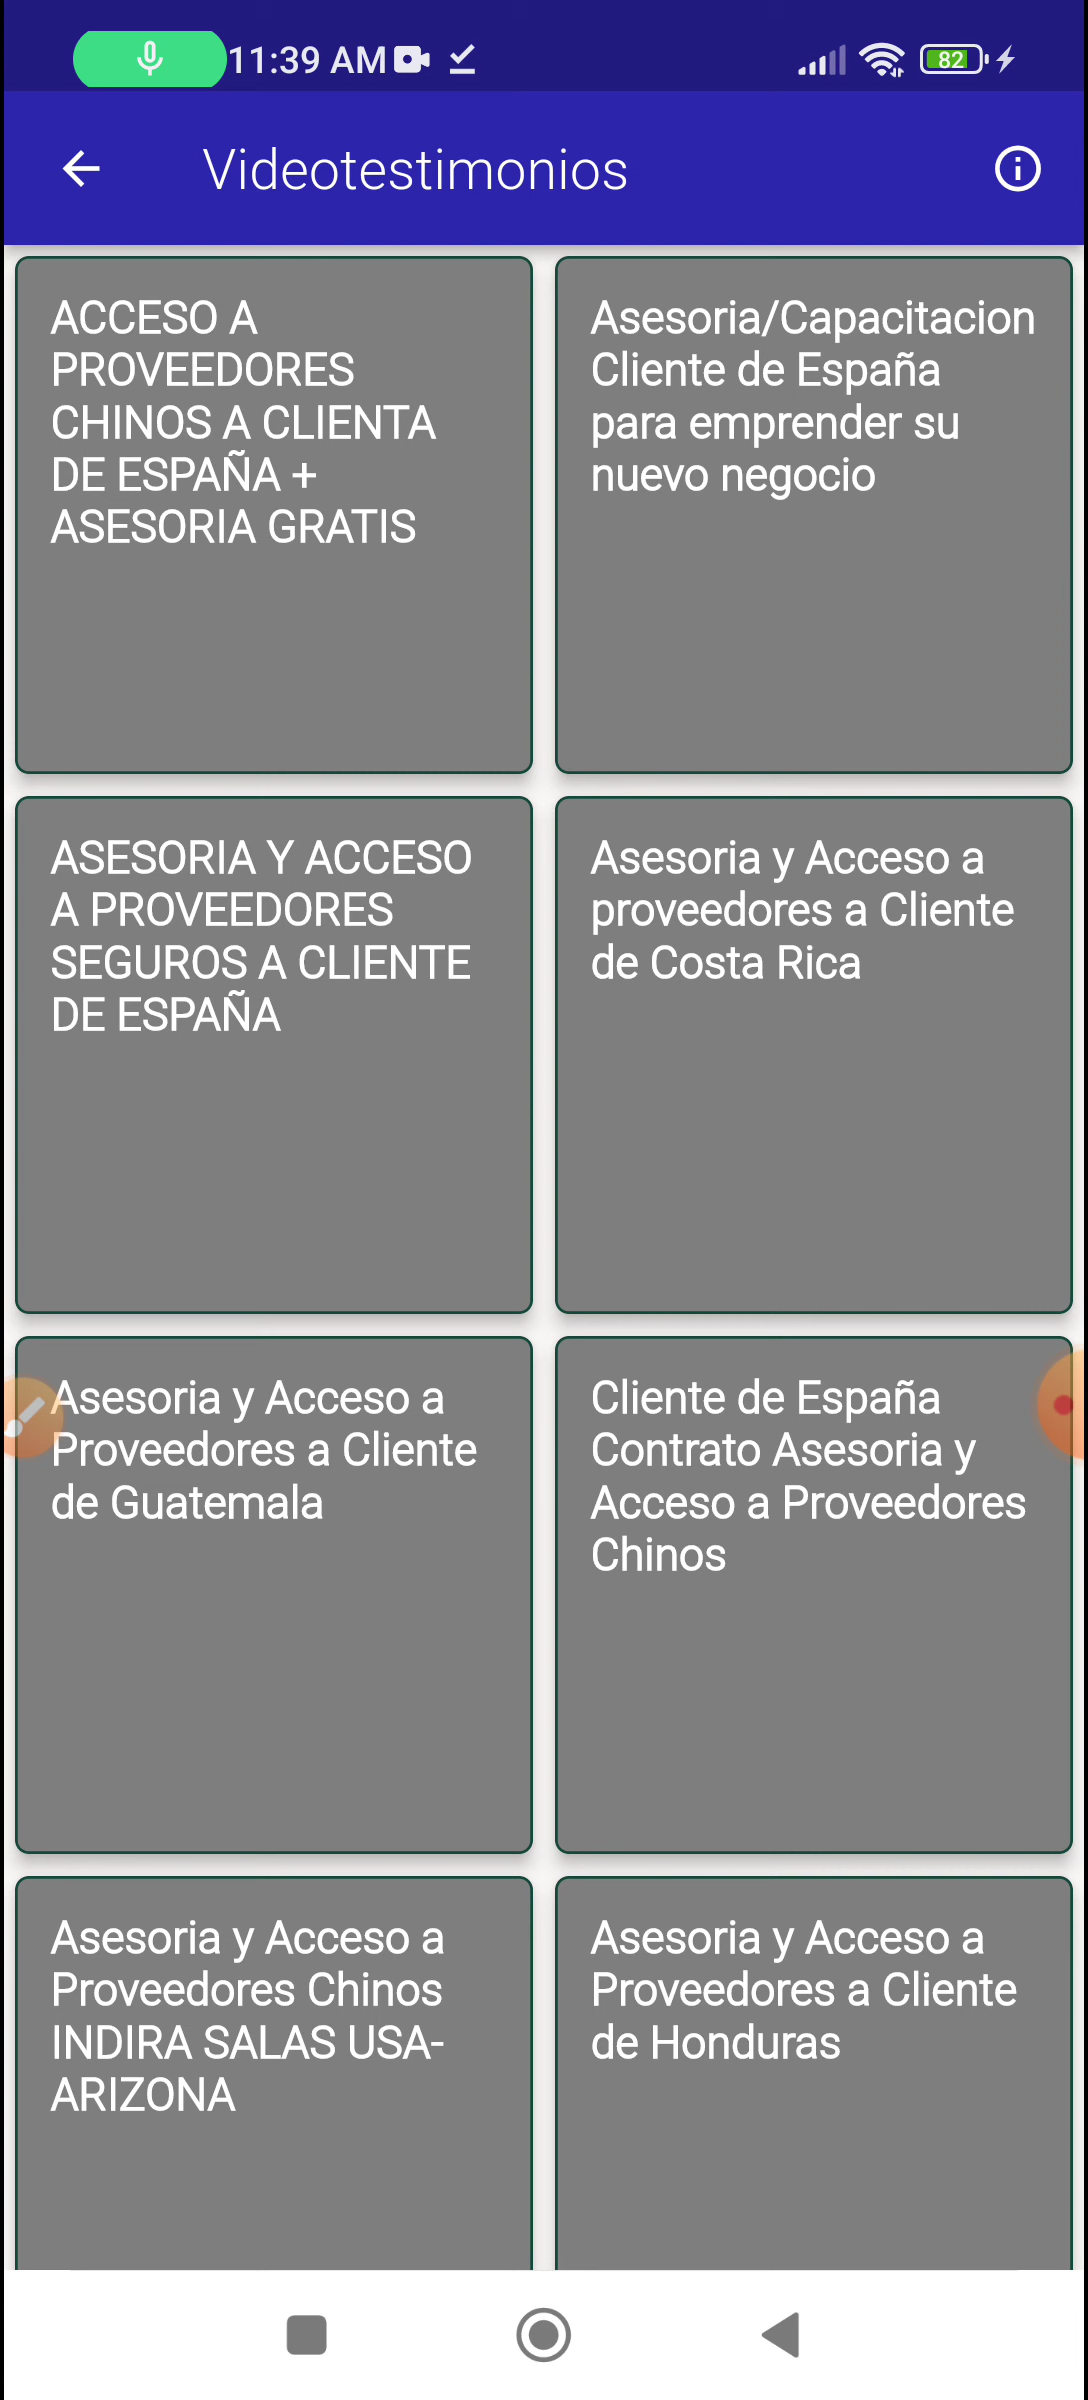 11:39 AM
82
Videotestimonios
ACCESO A
PROVEEDORES
CHINOS A CLIENTA
DE ESPAÑA +
ASESORIA GRATIS
Asesoria/Capacitacion
Cliente de España
para emprender su
nuevo negocio
ASESORIA Y ACCESO
A PROVEEDORES
SEGUROS A CLIENTE
DE ESPAÑA
Asesoria y Acceso a
proveedores a Cliente
de Costa Rica
Asesoria y Acceso a
Proveedores a Cliente
de Guatemala
Cliente de España
Contrato Asesoria y
Acceso a Proveedores
Chinos
Asesoria y Acceso a
Proveedores Chinos
INDIRA SALAS USA-
ARIZONA
Asesoria y Acceso a
Proveedores a Cliente
de Honduras